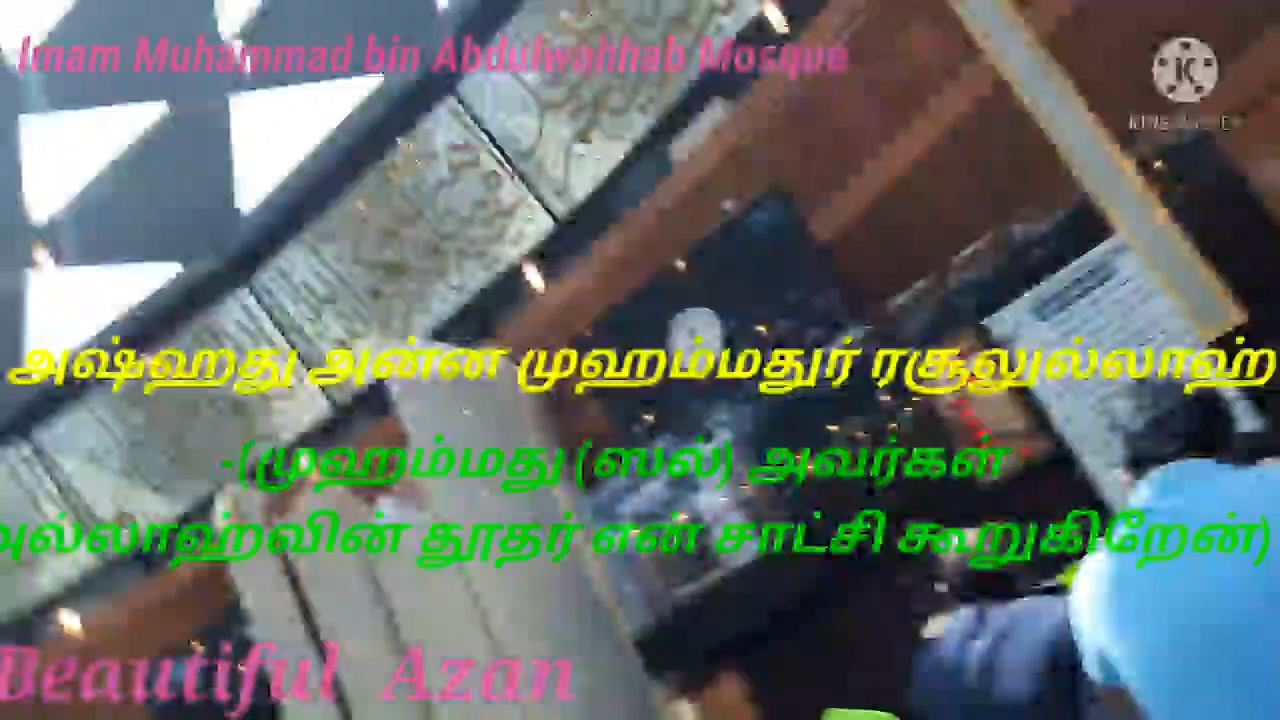 Imam Muhammad bin Abdulwahhab Mosque
KINEMASTER
அஷ்ஹது அன்ன முஹம்மதுர் ரசூலுல்லாஹ்
-(முஹம்மது (ஸல்) அவர்கள்
அல்லாஹ்வின் தூதர் என் சாட்சி கூறுகிறேன்)
Beautiful Azan